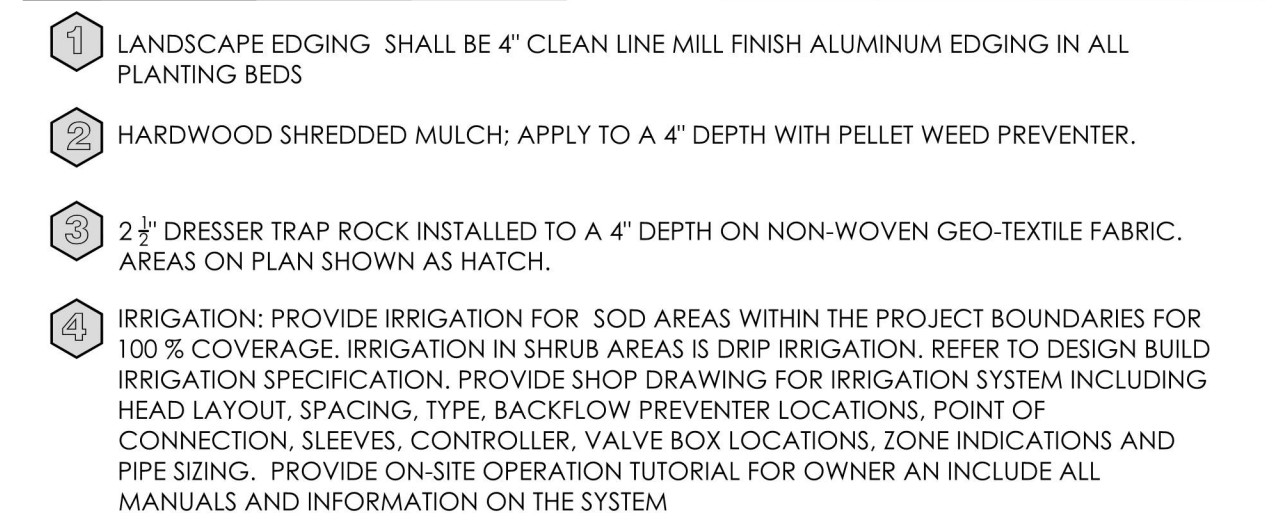 1 LANDSCAPE EDGING SHALL BE 4" CLEAN LINE MILL FINISH ALUMINUM EDGING IN ALL
PLANTING BEDS
2 HARDWOOD SHREDDED MULCH; APPLY TO A 4" DEPTH WITH PELLET WEED PREVENTER.
3 2 ½" DRESSER TRAP ROCK INSTALLED TO A 4" DEPTH ON NON-WOVEN GEO-TEXTILE FABRIC.
AREAS ON PLAN SHOWN AS HATCH.
4 IRRIGATION: PROVIDE IRRIGATION FOR SOD AREAS WITHIN THE PROJECT BOUNDARIES FOR
100 % COVERAGE. IRRIGATION IN SHRUB AREAS IS DRIP IRRIGATION. REFER TO DESIGN BUILD
IRRIGATION SPECIFICATION. PROVIDE SHOP DRAWING FOR IRRIGATION SYSTEM INCLUDING
HEAD LAYOUT, SPACING, TYPE, BACKFLOW PREVENTER LOCATIONS, POINT OF
CONNECTION, SLEEVES, CONTROLLER, VALVE BOX LOCATIONS, ZONE INDICATIONS AND
PIPE SIZING. PROVIDE ON-SITE OPERATION TUTORIAL FOR OWNER AN INCLUDE ALL
MANUALS AND INFORMATION ON THE SYSTEM